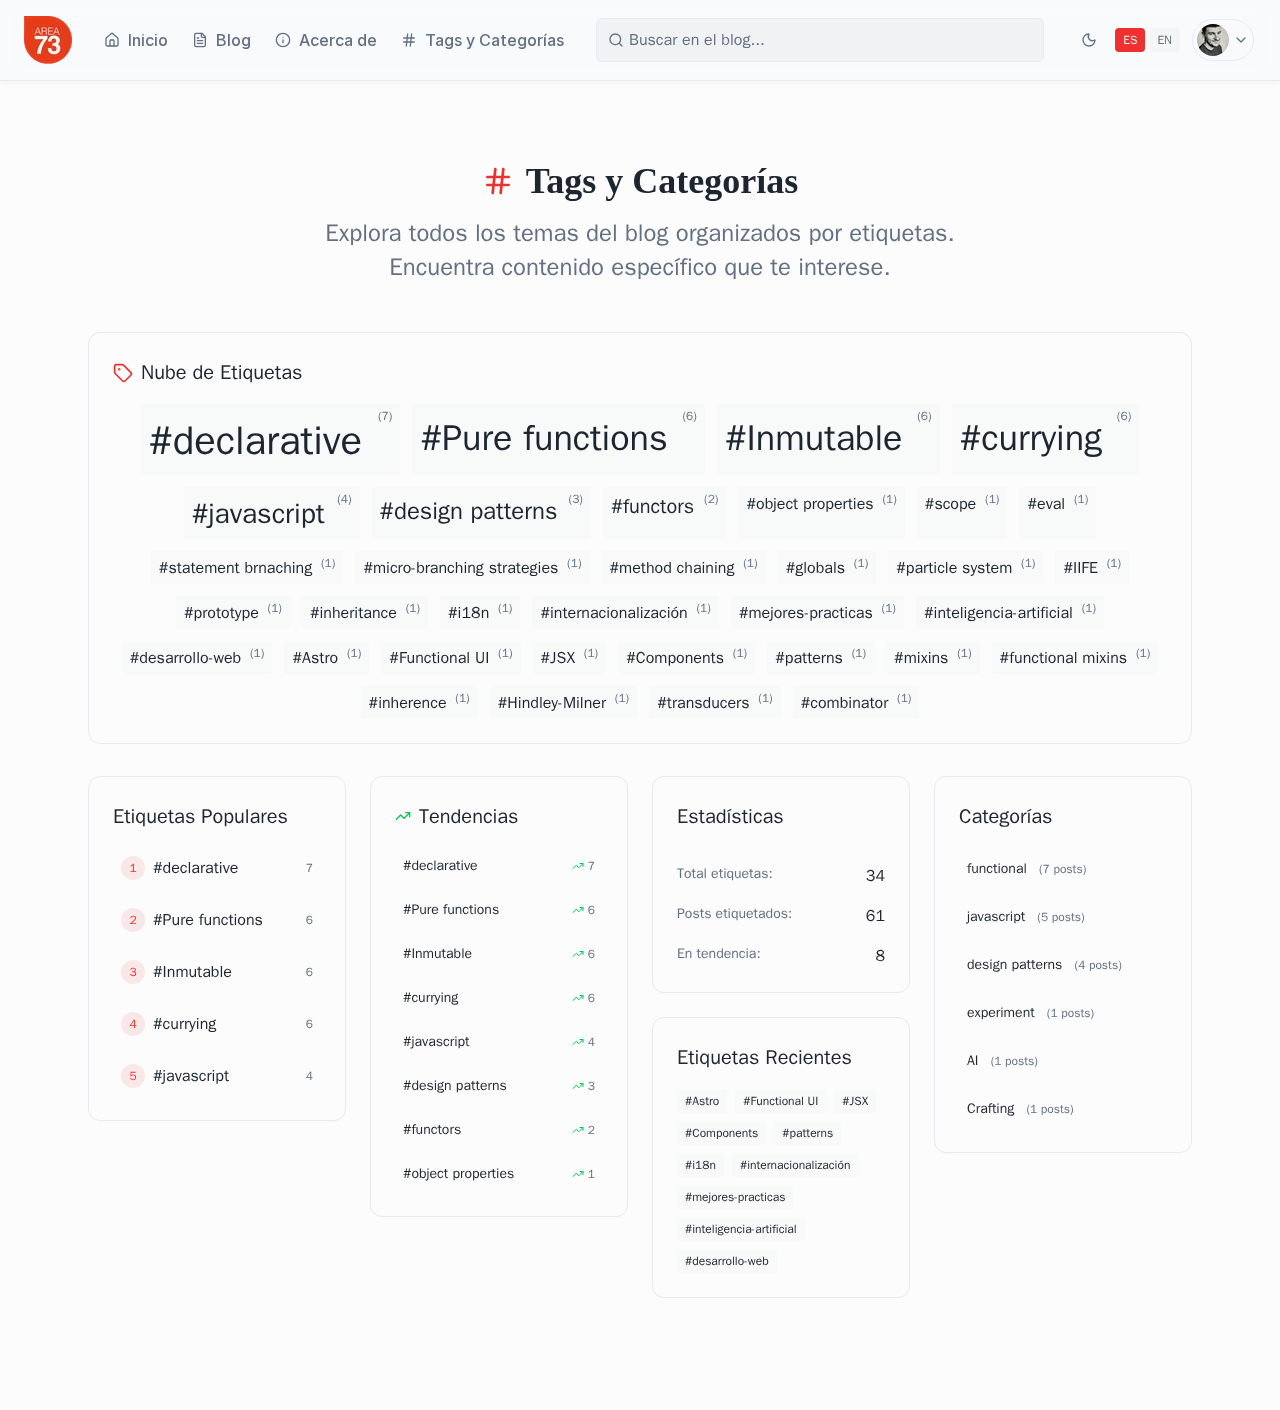 AREA
73
Inicio
Blog
Acerca de
Tags y Categorías
Buscar en el blog...
ES
EN
Tags y Categorías
Explora todos los temas del blog organizados por etiquetas.
Encuentra contenido específico que te interese.
Nube de Etiquetas
#declarative (7) #Pure functions (6) #Inmutable (6) #currying (6)
#javascript (4) #design patterns (3) #functors (2) #object properties (1) #scope (1) #eval (1)
#statement brnaching (1) #micro-branching strategies (1) #method chaining (1) #globals (1) #particle system (1) #IIFE (1)
#prototype (1) #inheritance (1) #i18n (1) #internacionalización (1) #mejores-practicas (1) #inteligencia-artificial (1)
#desarrollo-web (1) #Astro (1) #Functional UI (1) #JSX (1) #Components (1) #patterns (1) #mixins (1) #functional mixins (1)
#inherence (1) #Hindley-Milner (1) #transducers (1) #combinator (1)
Etiquetas Populares
1 #declarative 7
2 #Pure functions 6
3 #Inmutable 6
4 #currying 6
5 #javascript 4
Tendencias
#declarative 7
#Pure functions 6
#Inmutable 6
#currying 6
#javascript 4
#design patterns 3
#functors 2
#object properties 1
Estadísticas
Total etiquetas: 34
Posts etiquetados: 61
En tendencia: 8
Etiquetas Recientes
#Astro #Functional UI #JSX
#Components #patterns
#i18n #internacionalización
#mejores-practicas
#inteligencia-artificial
#desarrollo-web
Categorías
functional (7 posts)
javascript (5 posts)
design patterns (4 posts)
experiment (1 posts)
AI (1 posts)
Crafting (1 posts)